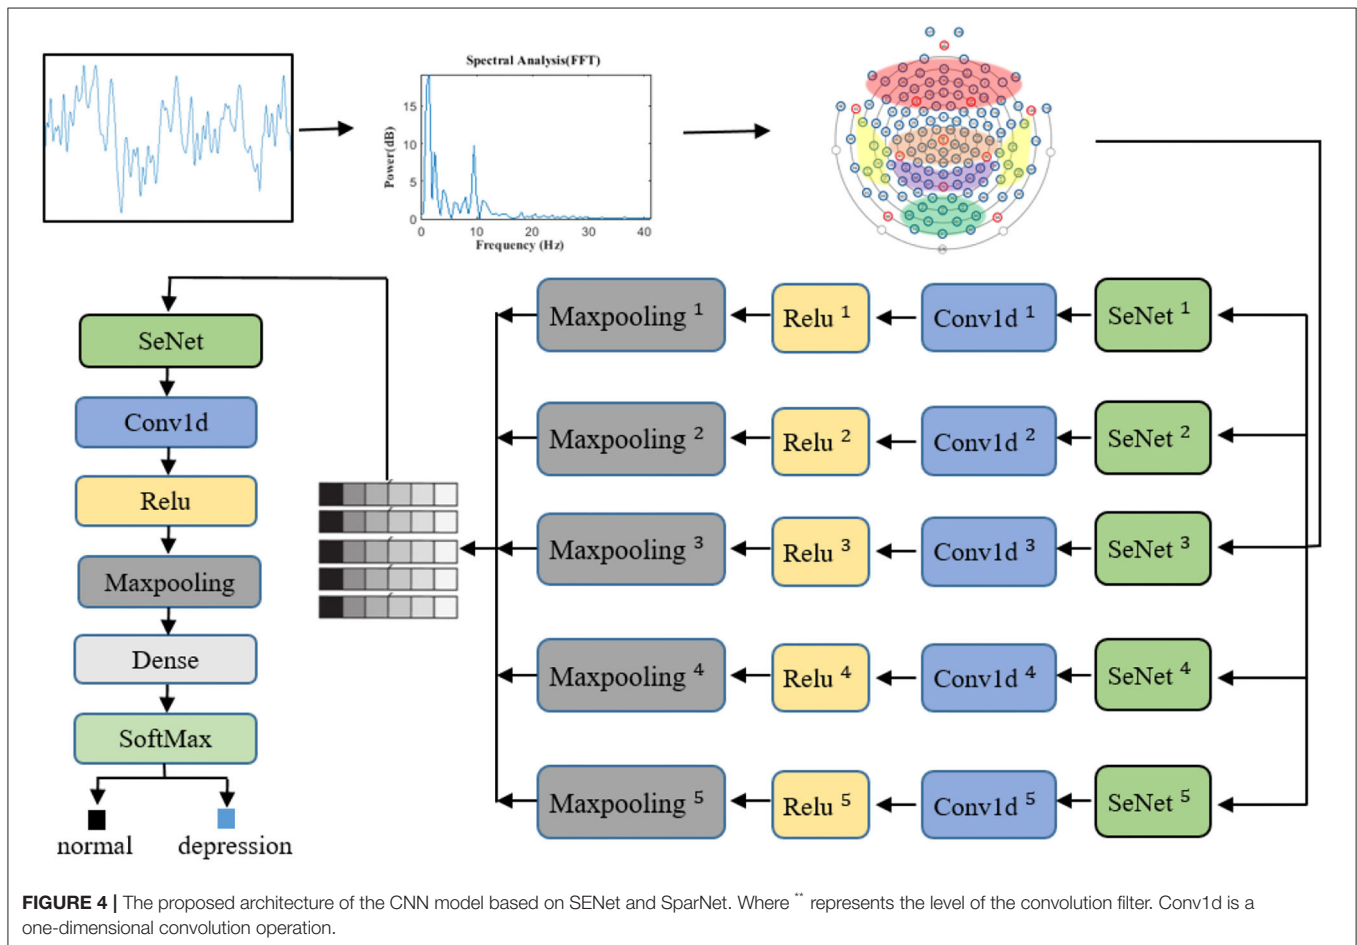 Spectral Analysis(FFT)
Power(dB)
15
10
5
0
0 10 20 30 40
Frequency (Hz)
Maxpooling 1 Relu 1 Conv1d 1 SeNet 1
Maxpooling 2 Relu 2 Conv1d 2 SeNet 2
Maxpooling 3 Relu 3 Conv1d 3 SeNet 3
Maxpooling 4 Relu 4 Conv1d 4 SeNet 4
Maxpooling 5 Relu 5 Conv1d 5 SeNet 5
SeNet
Conv1d
Relu
Maxpooling
Dense
SoftMax
normal depression
FIGURE 4 | The proposed architecture of the CNN model based on SENet and SparNet. Where ** represents the level of the convolution filter. Conv1d is a
one-dimensional convolution operation.